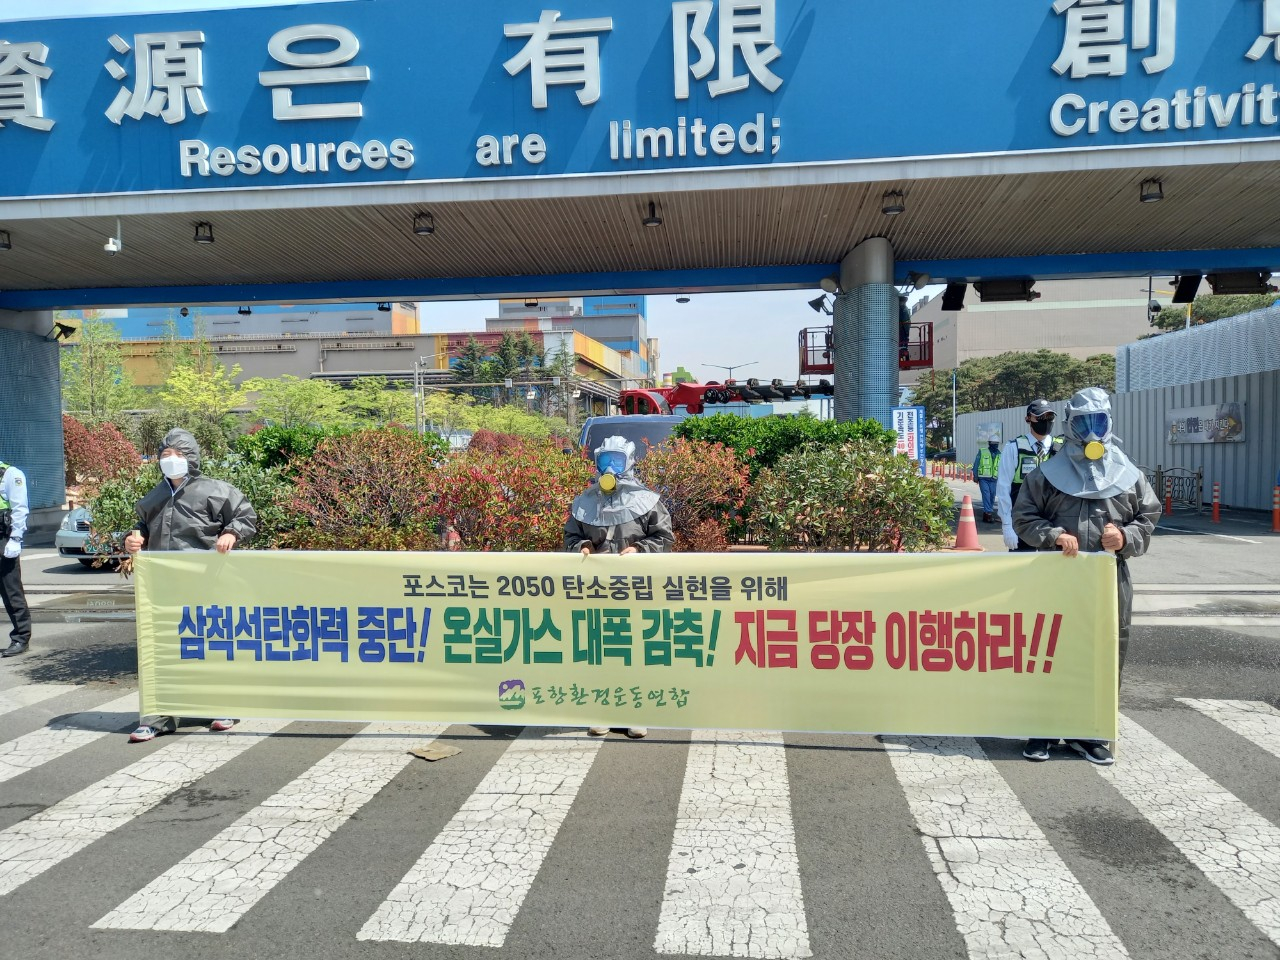 資源은 有限 創
Resources are limited; Creativity
포스코는 2050 탄소중립 실현을 위해
삼척석탄화력 중단! 온실가스 대폭 감축! 지금 당장 이행하라!!
포항환경운동연합